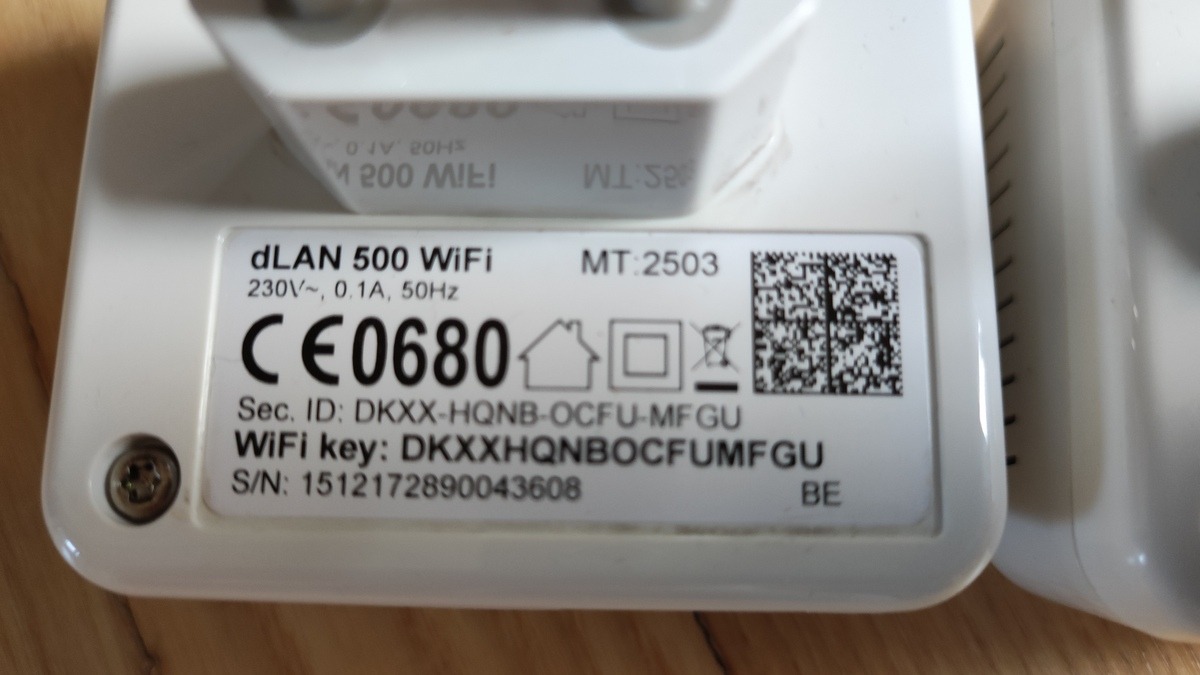 dLAN 500 WiFi MT:2503
230V~, 0.1A, 50Hz
CE0680
Sec. ID: DKXX-HQNB-OCFU-MFGU
WiFi key: DKXXHQNBOCFUMFGU
S/N: 1512172890043608 BE